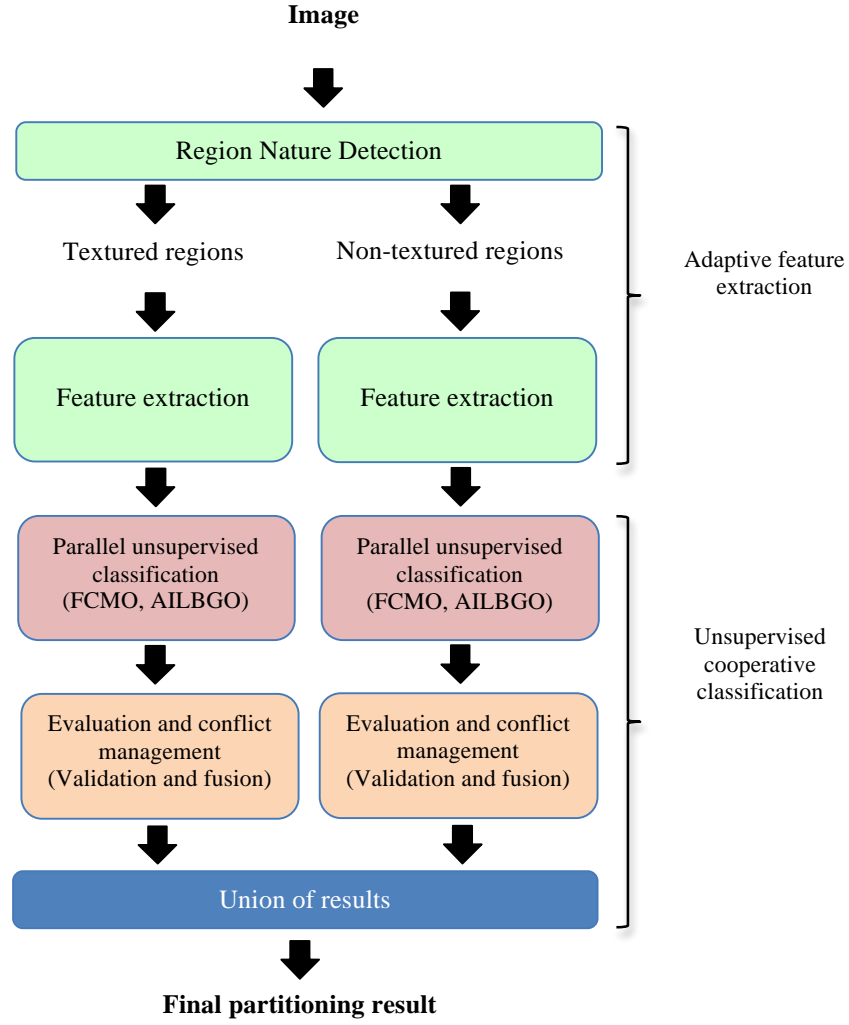 Image
Region Nature Detection
Textured regions
Non-textured regions
Adaptive feature
extraction
Feature extraction
Feature extraction
Parallel unsupervised
classification
(FCMO, AILBGO)
Parallel unsupervised
classification
(FCMO, AILBGO)
Unsupervised
cooperative
classification
Evaluation and conflict
management
(Validation and fusion)
Evaluation and conflict
management
(Validation and fusion)
Union of results
Final partitioning result